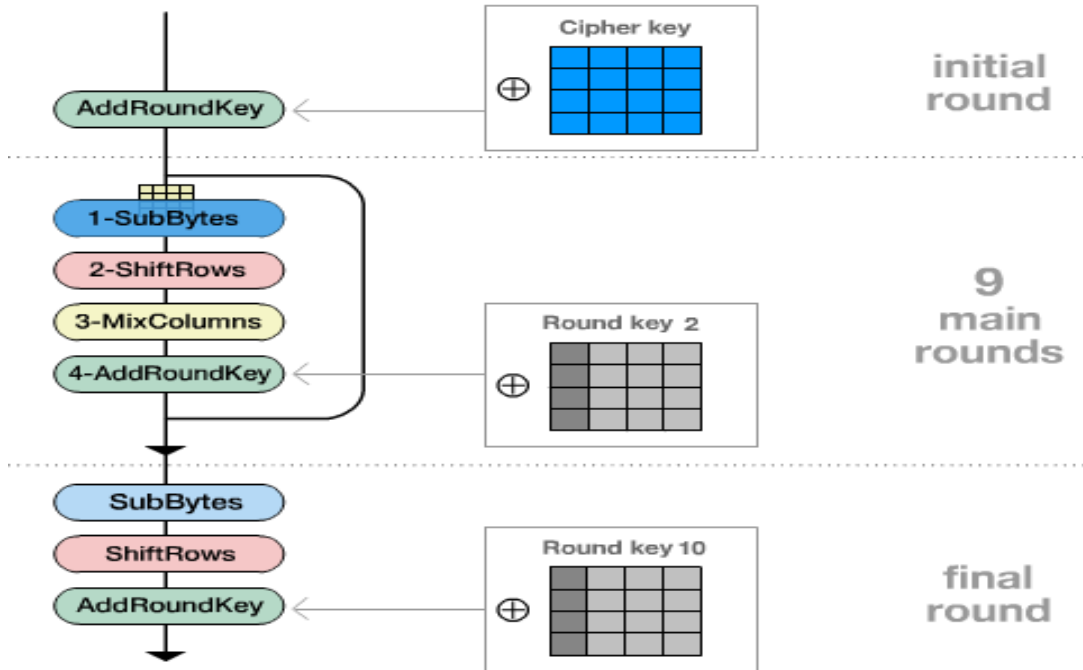 Cipher key
initial
round
AddRoundKey
1-SubBytes
2-ShiftRows
3-MixColumns
4-AddRoundKey
Round key 2
9
main
rounds
SubBytes
ShiftRows
AddRoundKey
Round key 10
final
round